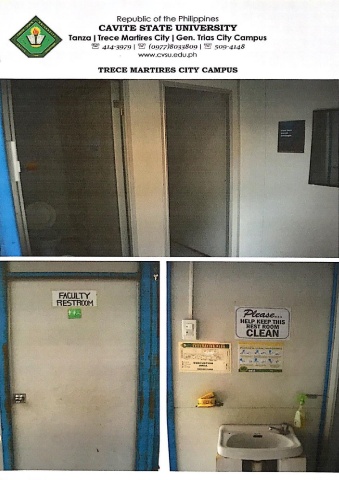 Republic of the Philippines
CAVITE STATE UNIVERSITY
Tanza | Trece Martires City | Gen. Trias City Campus
☏ 414-3979 | ☏ (0977)8033809 | ☏ 509-4148
www.cvsu.edu.ph
TRECE MARTIRES CITY CAMPUS
FACULTY
RESTROOM
Please...
HELP KEEP THIS
REST ROOM
CLEAN